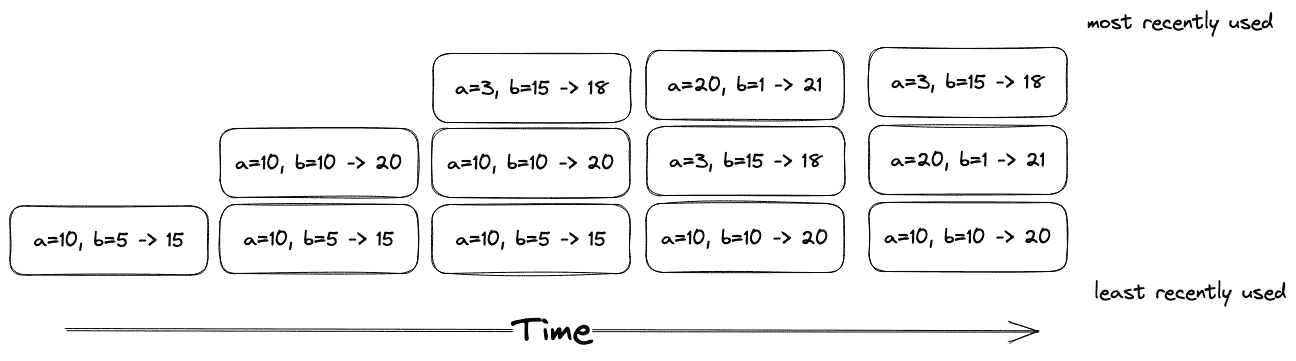 most recently used
a=3, b=15 -> 18
a=20, b=1 -> 21
a=3, b=15 -> 18
a=10, b=10 -> 20
a=10, b=10 -> 20
a=3, b=15 -> 18
a=20, b=1 -> 21
a=10, b=5 -> 15
a=10, b=5 -> 15
a=10, b=5 -> 15
a=10, b=10 -> 20
a=10, b=10 -> 20
least recently used
Time